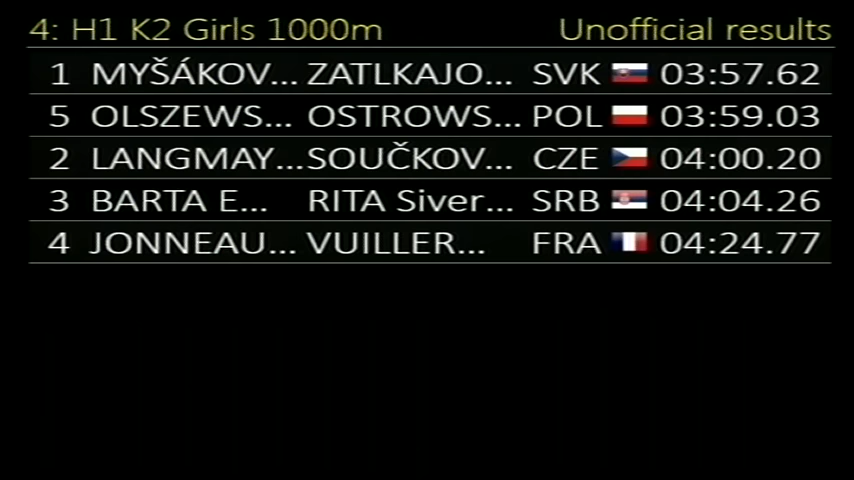 4: H1 K2 Girls 1000m Unofficial results
1 MYŠÁKOV... ZATLKAJO... SVK 03:57.62
5 OLSZEWS... OSTROWS... POL 03:59.03
2 LANGMAY... SOUČKOV... CZE 04:00.20
3 BARTA E... RITA Siver... SRB 04:04.26
4 JONNEAU... VUILLERM... FRA 04:24.77